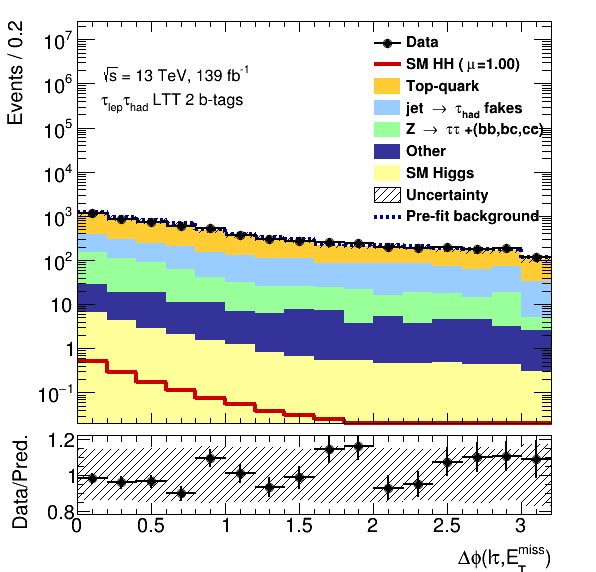 Events / 0.2
10⁷
10⁶
10⁵
10⁴
10³
10²
10
1
10⁻¹
√s = 13 TeV, 139 fb⁻¹
τ_lep τ_had LTT 2 b-tags
Data
SM HH ( μ=1.00)
Top-quark
jet → τ_had fakes
Z → ττ +(bb,bc,cc)
Other
SM Higgs
Uncertainty
Pre-fit background
Data/Pred.
1.2
1
0.8
0 0.5 1 1.5 2 2.5 3
Δϕ(lτ,E_T^miss)